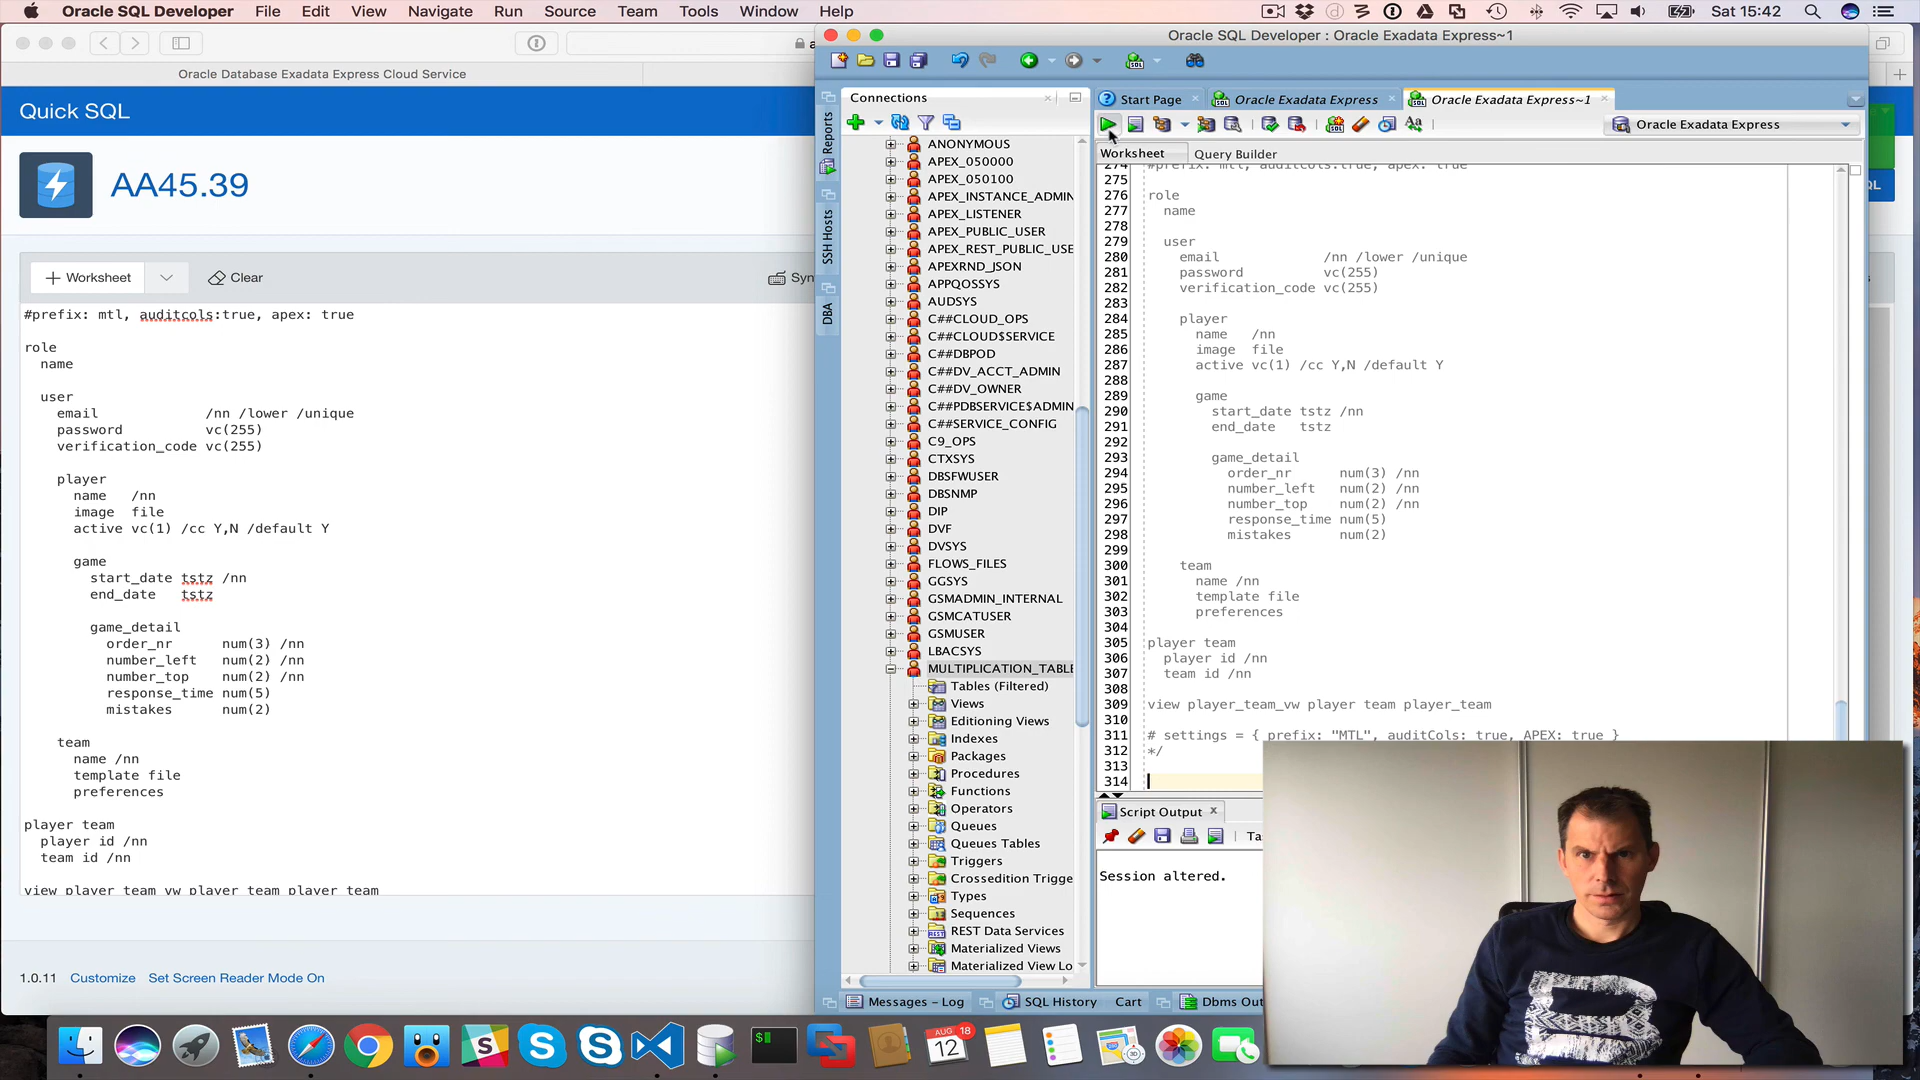 Oracle SQL Developer File Edit View Navigate Run Source Team Tools Window Help
Sat 15:42
Oracle Database Exadata Express Cloud Service
Quick SQL
AA45.39
Worksheet
Clear
Syn
#prefix: mtl, auditcols:true, apex: true
role
name
user
email /nn /lower /unique
password vc(255)
verification_code vc(255)
player
name /nn
image file
active vc(1) /cc Y,N /default Y
game
start_date tstz /nn
end_date tstz
game_detail
order_nr num(3) /nn
number_left num(2) /nn
number_top num(2) /nn
response_time num(5)
mistakes num(2)
team
name /nn
template file
preferences
player team
player id /nn
team id /nn
view player_team_vw player team player_team
1.0.11 Customize Set Screen Reader Mode On
Oracle SQL Developer : Oracle Exadata Express~1
Reports
SSH Hosts
DBA
Connections
ANONYMOUS
APEX_050000
APEX_050100
APEX_INSTANCE_ADMIN
APEX_LISTENER
APEX_PUBLIC_USER
APEX_REST_PUBLIC_USE
APEXRND_JSON
APPQOSSYS
AUDSYS
C##CLOUD_OPS
C##CLOUD$SERVICE
C##DBPOD
C##DV_ACCT_ADMIN
C##DV_OWNER
C##PDBSERVICE$ADMIN
C##SERVICE_CONFIG
C9_OPS
CTXSYS
DBSFWUSER
DBSNMP
DIP
DVF
DVSYS
FLOWS_FILES
GGSYS
GSMADMIN_INTERNAL
GSMCATUSER
GSMUSER
LBACSYS
MULTIPLICATION_TABLE
Tables (Filtered)
Views
Editioning Views
Indexes
Packages
Procedures
Functions
Operators
Queues
Queues Tables
Triggers
Crossedition Trigge
Types
Sequences
REST Data Services
Materialized Views
Materialized View Lo
Start Page
Oracle Exadata Express
Oracle Exadata Express~1
Oracle Exadata Express
Worksheet
Query Builder
274 #prefix: mtl, auditcols:true, apex: true
275
276 role
277 name
278
279 user
280 email /nn /lower /unique
281 password vc(255)
282 verification_code vc(255)
283
284 player
285 name /nn
286 image file
287 active vc(1) /cc Y,N /default Y
288
289 game
290 start_date tstz /nn
291 end_date tstz
292
293 game_detail
294 order_nr num(3) /nn
295 number_left num(2) /nn
296 number_top num(2) /nn
297 response_time num(5)
298 mistakes num(2)
299
300 team
301 name /nn
302 template file
303 preferences
304
305 player team
306 player id /nn
307 team id /nn
308
309 view player_team_vw player team player_team
310
311 # settings = { prefix: "MTL", auditCols: true, APEX: true }
312 */
313
314
Script Output
Ta
Session altered.
Messages - Log
SQL History
Cart
Dbms Out
QL
AUG
12
18
3D